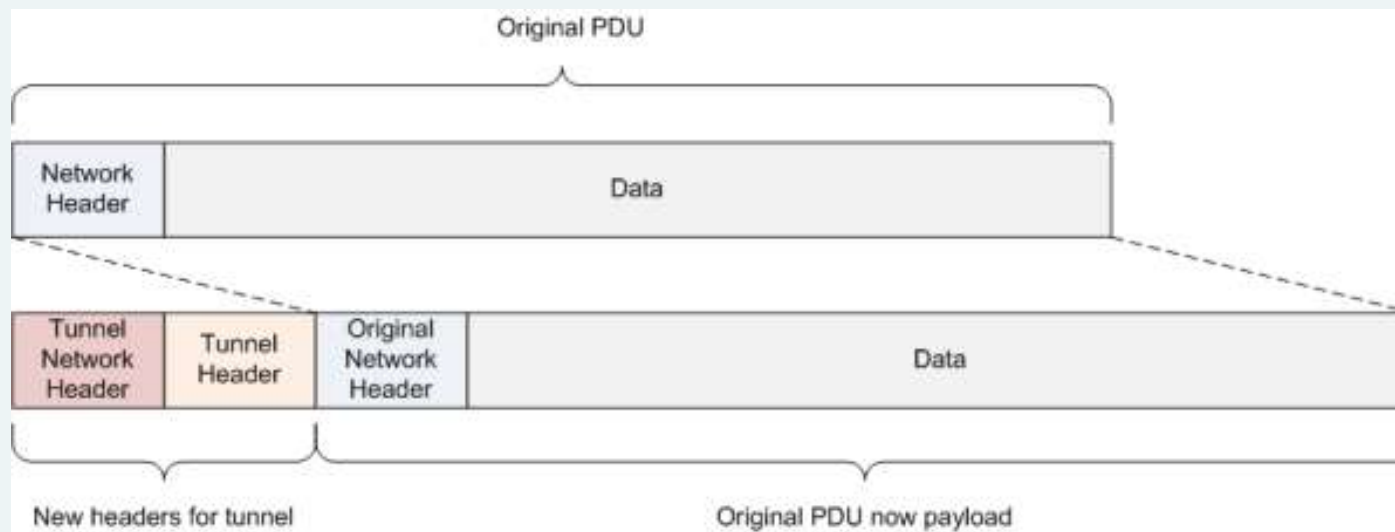 Original PDU
Network
Header
Data
Tunnel
Network
Header
Tunnel
Header
Original
Network
Header
Data
New headers for tunnel
Original PDU now payload